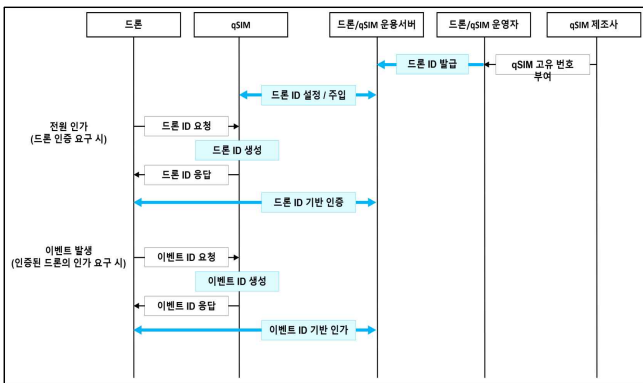 드론
qSIM
드론/qSIM 운용서버
드론/qSIM 운영자
qSIM 제조사
드론 ID 발급
qSIM 고유 번호
부여
드론 ID 설정 / 주입
전원 인가
(드론 인증 요구 시)
드론 ID 요청
드론 ID 생성
드론 ID 응답
드론 ID 기반 인증
이벤트 발생
(인증된 드론의 인가 요구 시)
이벤트 ID 요청
이벤트 ID 생성
이벤트 ID 응답
이벤트 ID 기반 인가